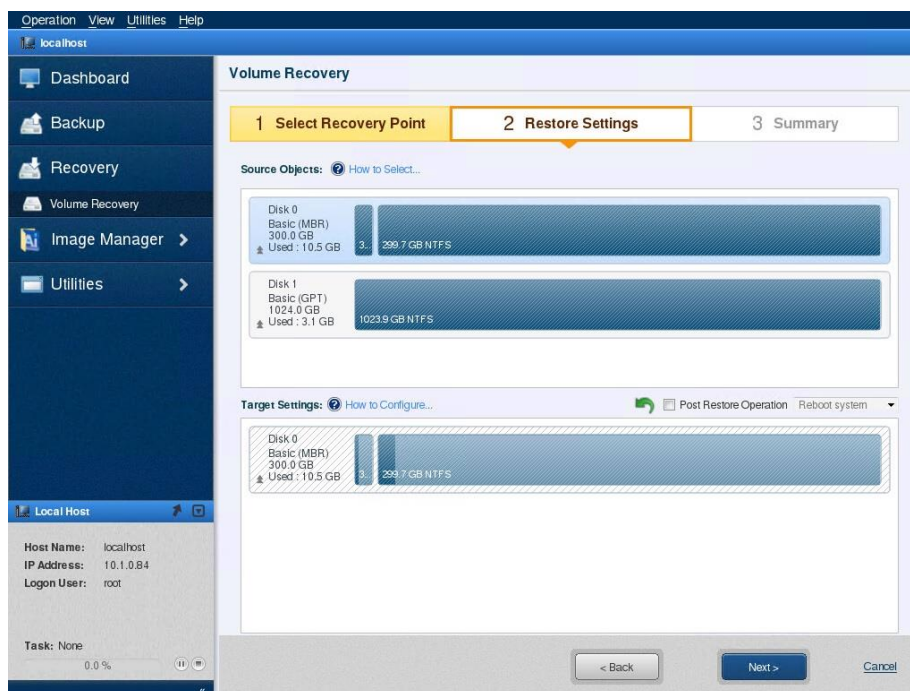 Operation View Utilities Help
localhost
Dashboard
Backup
Recovery
Volume Recovery
Image Manager >
Utilities >
Local Host
Host Name: localhost
IP Address: 10.1.0.84
Logon User: root
Task: None
0.0 %
Volume Recovery
1 Select Recovery Point 2 Restore Settings 3 Summary
Source Objects: How to Select...
Disk 0
Basic (MBR)
300.0 GB
Used : 10.5 GB
3.. 299.7 GB NTFS
Disk 1
Basic (GPT)
1024.0 GB
Used : 3.1 GB
1023.9 GB NTFS
Target Settings: How to Configure... Post Restore Operation Reboot system
Disk 0
Basic (MBR)
300.0 GB
Used : 10.5 GB
3.. 299.7 GB NTFS
< Back Next > Cancel